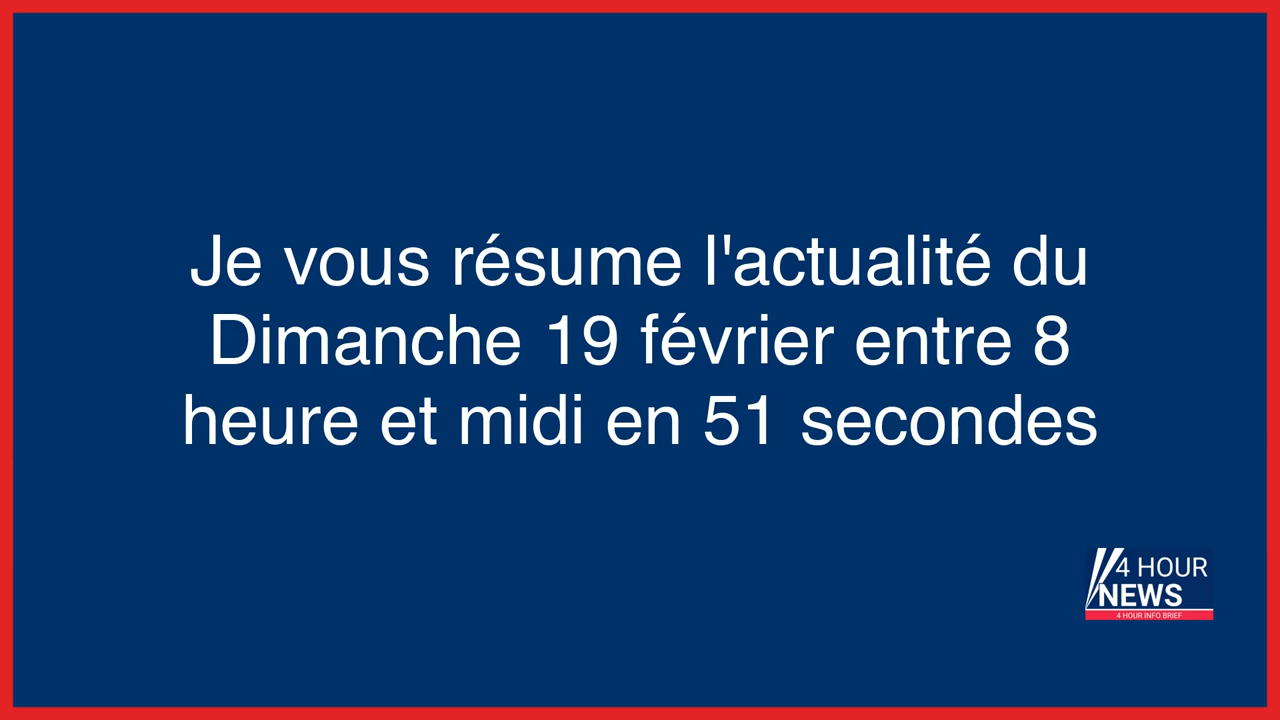 Je vous résume l'actualité du
Dimanche 19 février entre 8
heure et midi en 51 secondes
4 HOUR
NEWS
4 HOUR INFO BRIEF